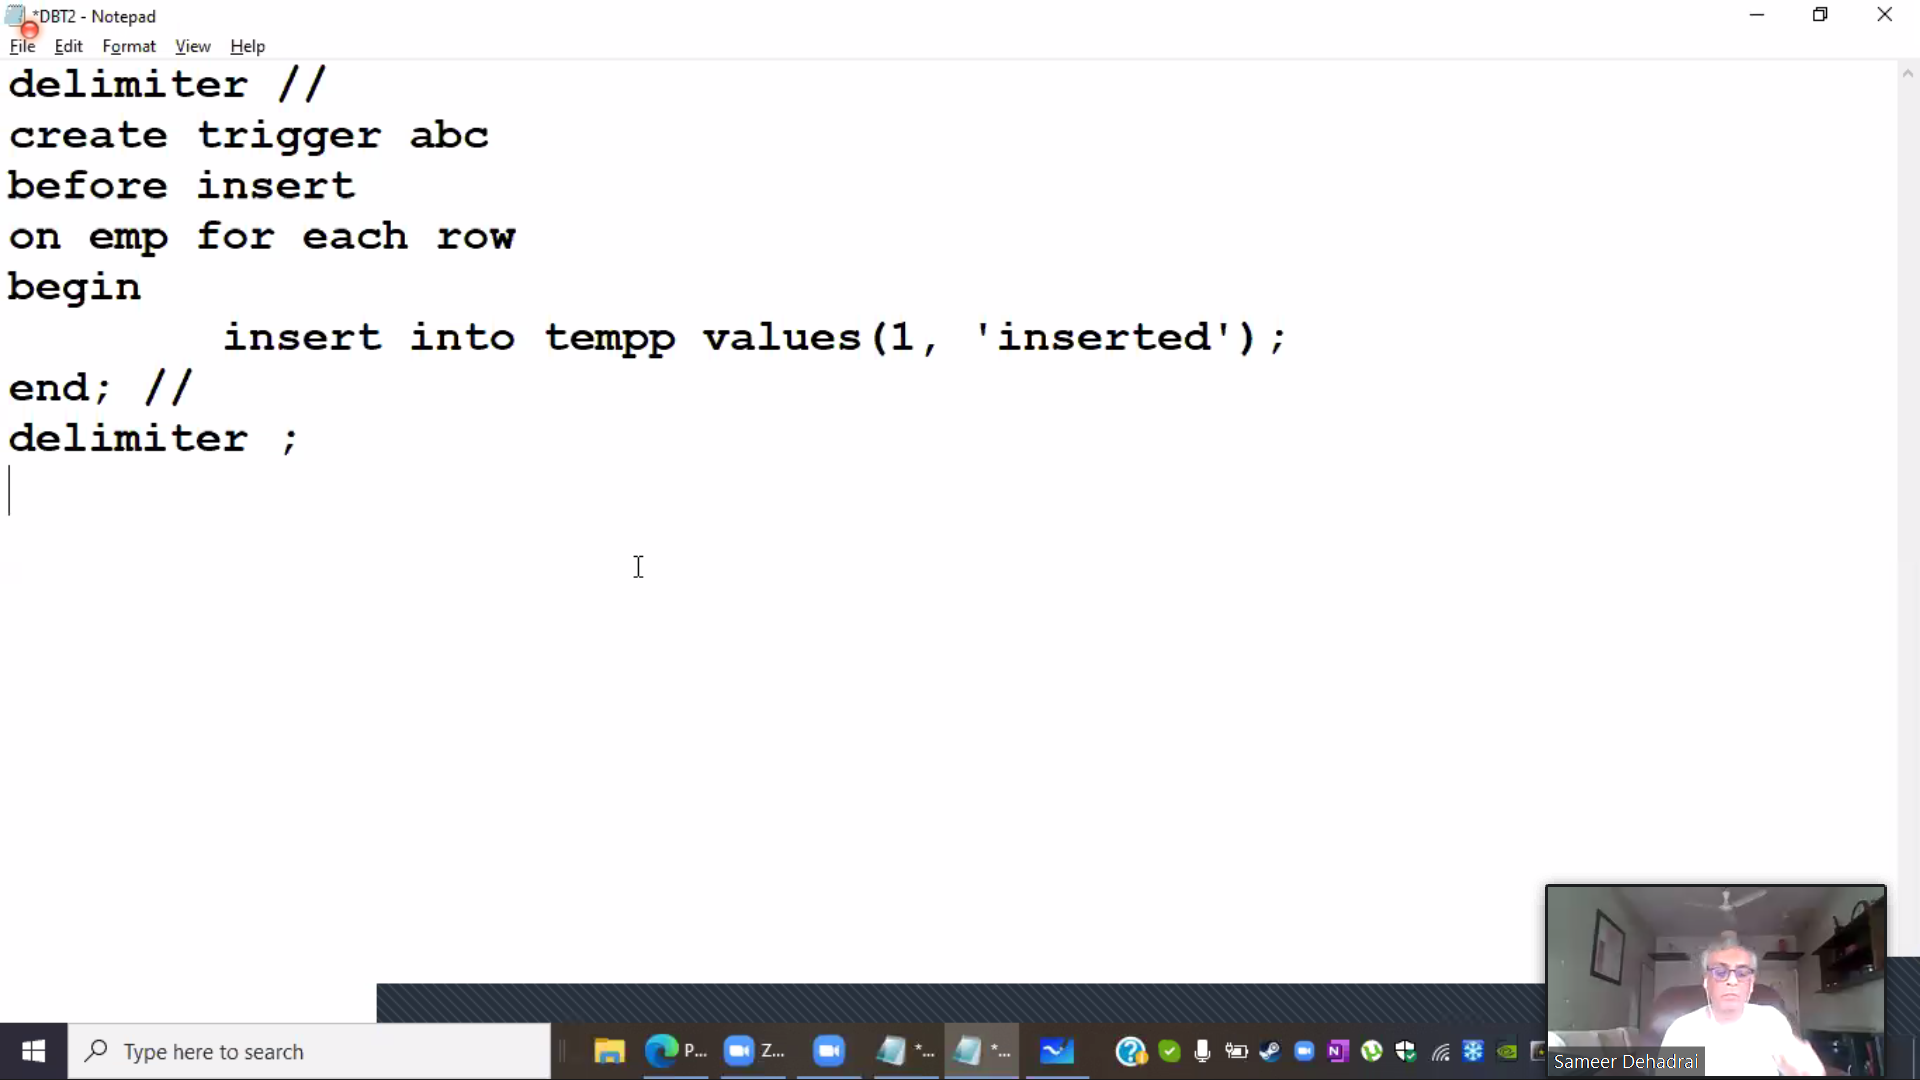 *DBT2 - Notepad
File Edit Format View Help
delimiter //
create trigger abc
before insert
on emp for each row
begin
insert into tempp values(1, 'inserted');
end; //
delimiter ;
Type here to search
P...
Z...
*...
*...
Sameer Dehadrai